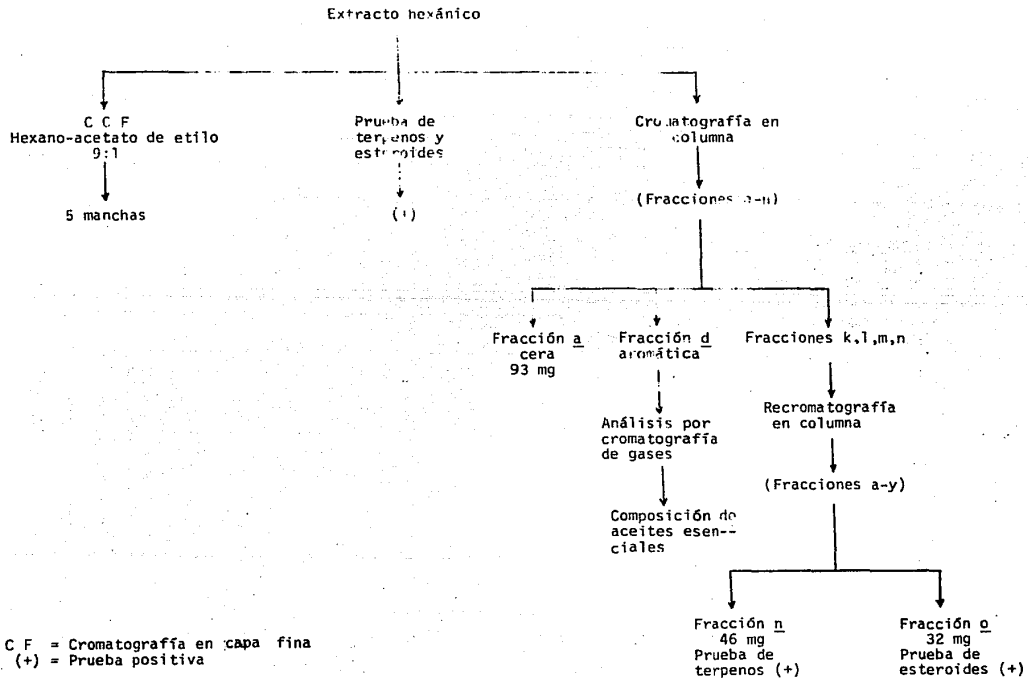 Extracto hexánico
C C F
Hexano-acetato de etilo
9:1
5 manchas
Prueba de
terpenos y
esteroides
(+)
Cromatografía en
columna
(Fracciones a-n)
Fracción a
cera
93 mg
Fracción d
aromática
Análisis por
cromatografía
de gases
Composición de
aceites esen--
ciales
Fracciones k,l,m,n
Recromatografía
en columna
(Fracciones a-y)
Fracción n
46 mg
Prueba de
terpenos (+)
Fracción o
32 mg
Prueba de
esteroides (+)
C F = Cromatografía en capa fina
(+) = Prueba positiva